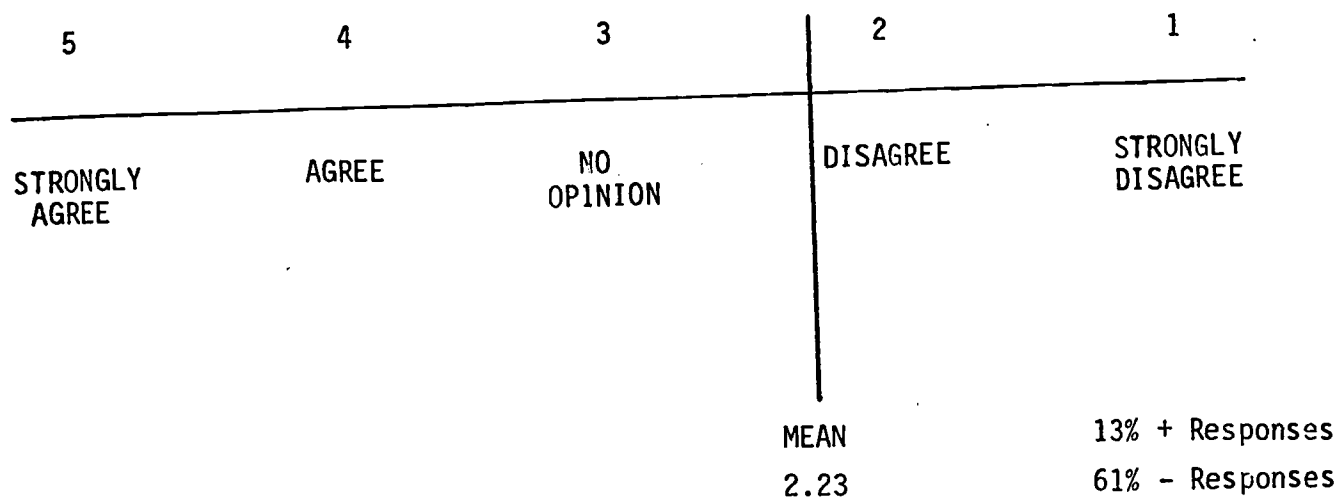 5 4 3 2 1
STRONGLY AGREE NO DISAGREE STRONGLY
AGREE OPINION DISAGREE
MEAN 13% + Responses
2.23 61% - Responses